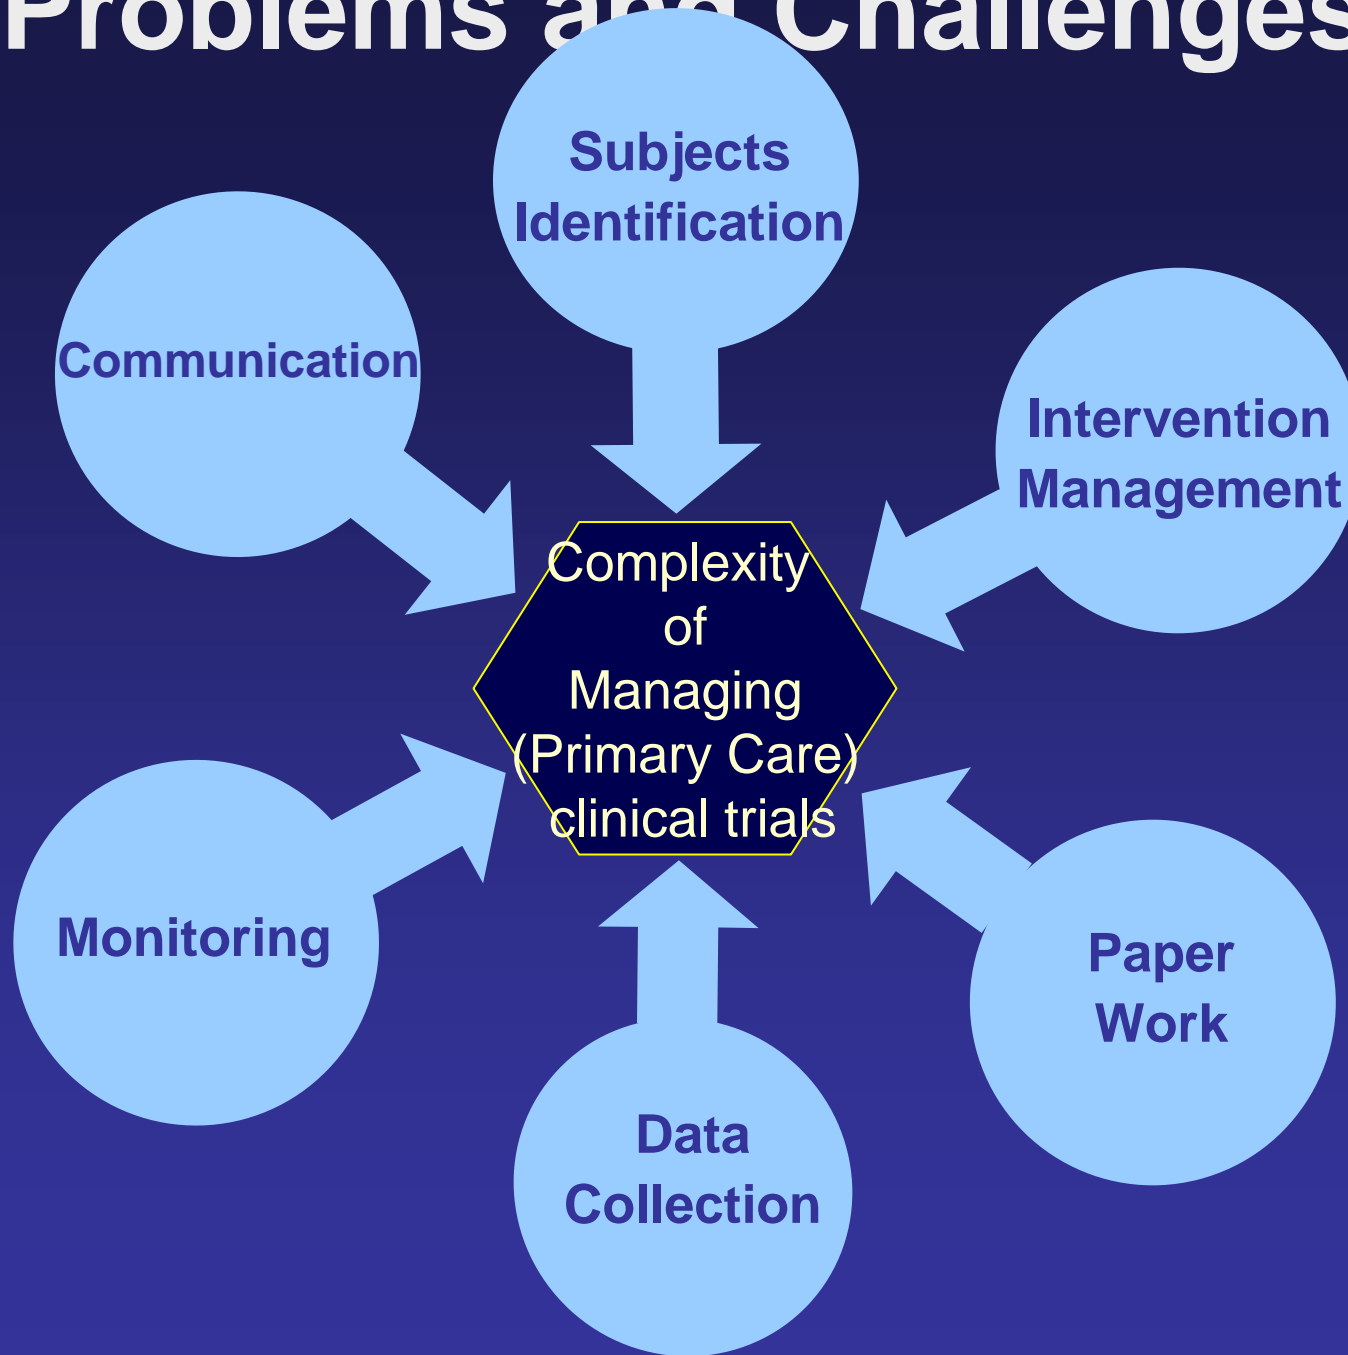 Problems and Challenges
Subjects
Identification
Communication
Intervention
Management
Complexity
of
Managing
(Primary Care)
clinical trials
Monitoring
Paper
Work
Data
Collection